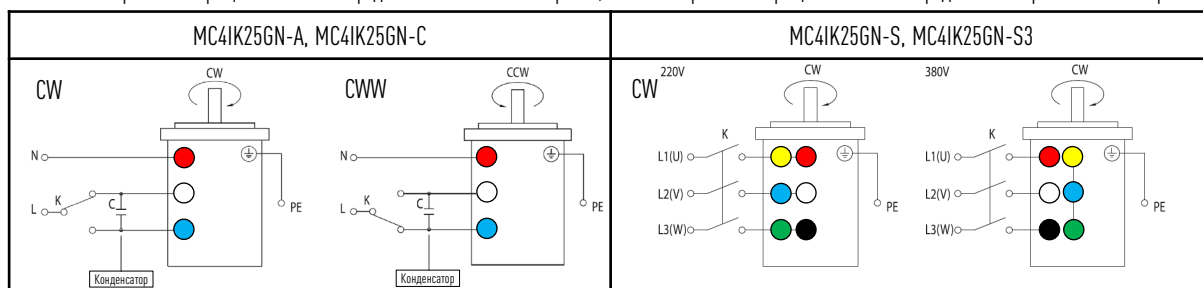 MC4IK25GN-A, MC4IK25GN-C
MC4IK25GN-S, MC4IK25GN-S3
CW
CW
N
L
K
C
PE
Конденсатор
CWW
CCW
N
L
K
C
PE
Конденсатор
CW
220V
CW
K
L1(U)
L2(V)
L3(W)
PE
380V
CW
K
L1(U)
L2(V)
L3(W)
PE